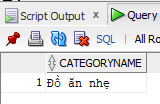 Script Output × Query
SQL All Ro
CATEGORYNAME
1 Đồ ăn nhẹ